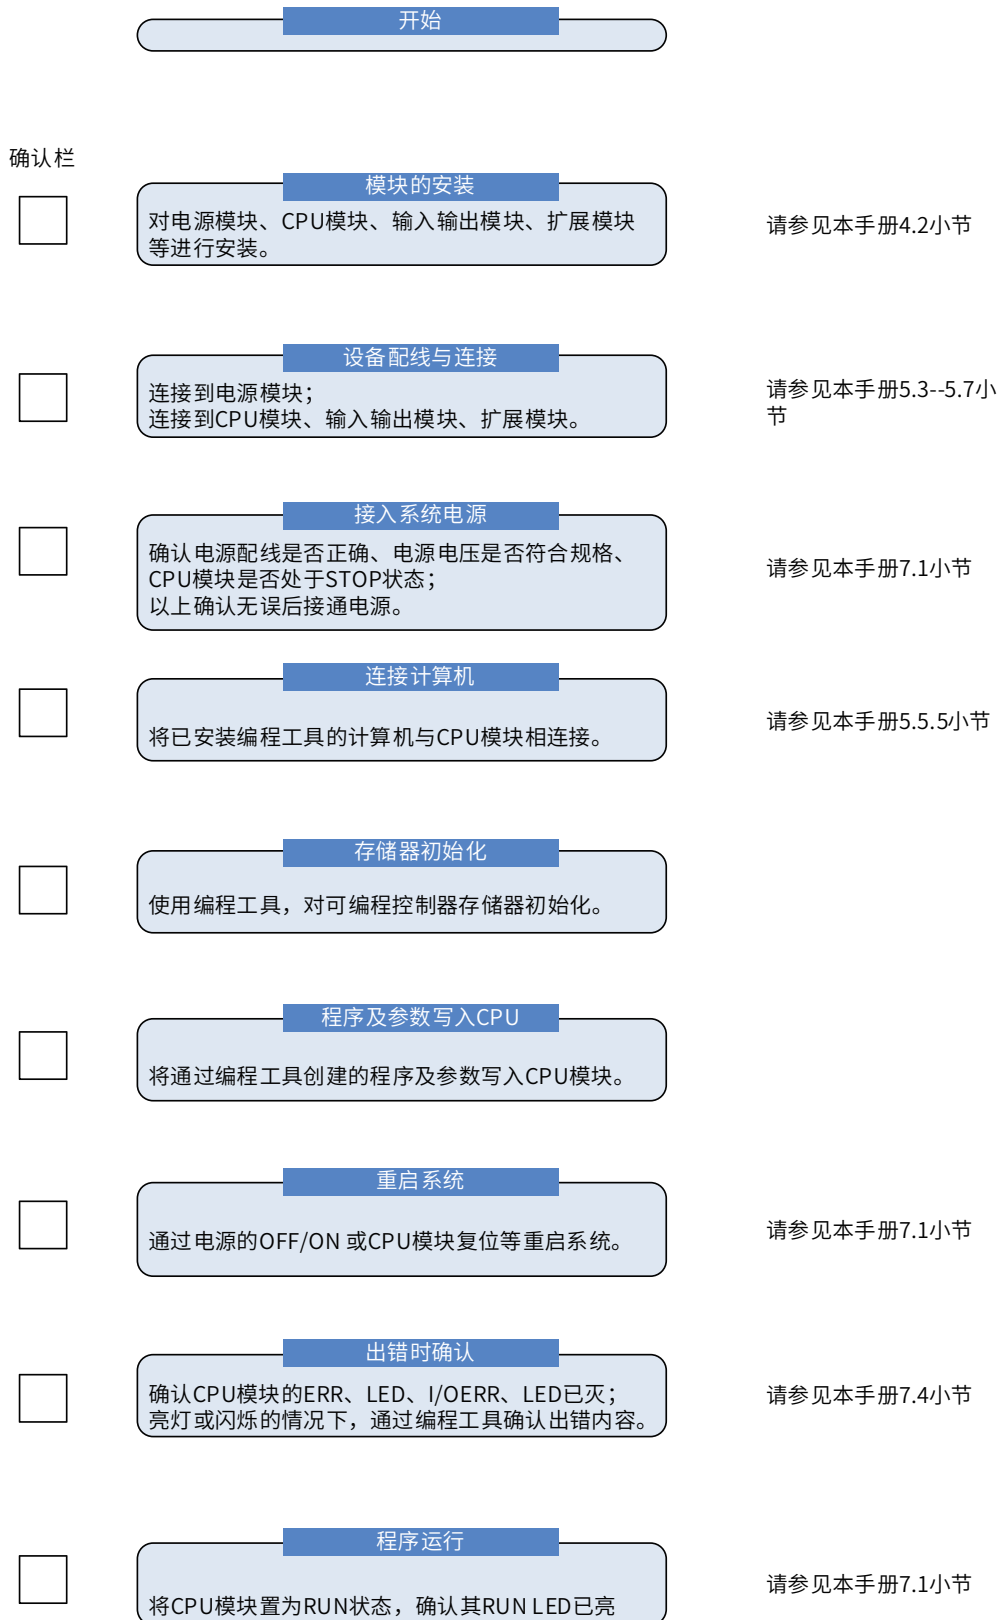 开始
确认栏
模块的安装
对电源模块、CPU模块、输入输出模块、扩展模块
等进行安装。
请参见本手册4.2小节
设备配线与连接
连接到电源模块；
连接到CPU模块、输入输出模块、扩展模块。
请参见本手册5.3--5.7小
节
接入系统电源
确认电源配线是否正确、电源电压是否符合规格、
CPU模块是否处于STOP状态；
以上确认无误后接通电源。
请参见本手册7.1小节
连接计算机
将已安装编程工具的计算机与CPU模块相连接。
请参见本手册5.5.5小节
存储器初始化
使用编程工具，对可编程控制器存储器初始化。
程序及参数写入CPU
将通过编程工具创建的程序及参数写入CPU模块。
重启系统
通过电源的OFF/ON 或CPU模块复位等重启系统。
请参见本手册7.1小节
出错时确认
确认CPU模块的ERR、LED、I/OERR、LED已灭；
亮灯或闪烁的情况下，通过编程工具确认出错内容。
请参见本手册7.4小节
程序运行
将CPU模块置为RUN状态，确认其RUN LED已亮
请参见本手册7.1小节